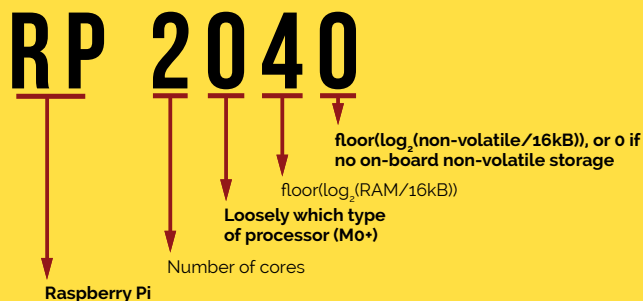 RP 2040
floor(log₂(non-volatile/16kB)), or 0 if
no on-board non-volatile storage
floor(log₂(RAM/16kB))
Loosely which type
of processor (M0+)
Number of cores
Raspberry Pi